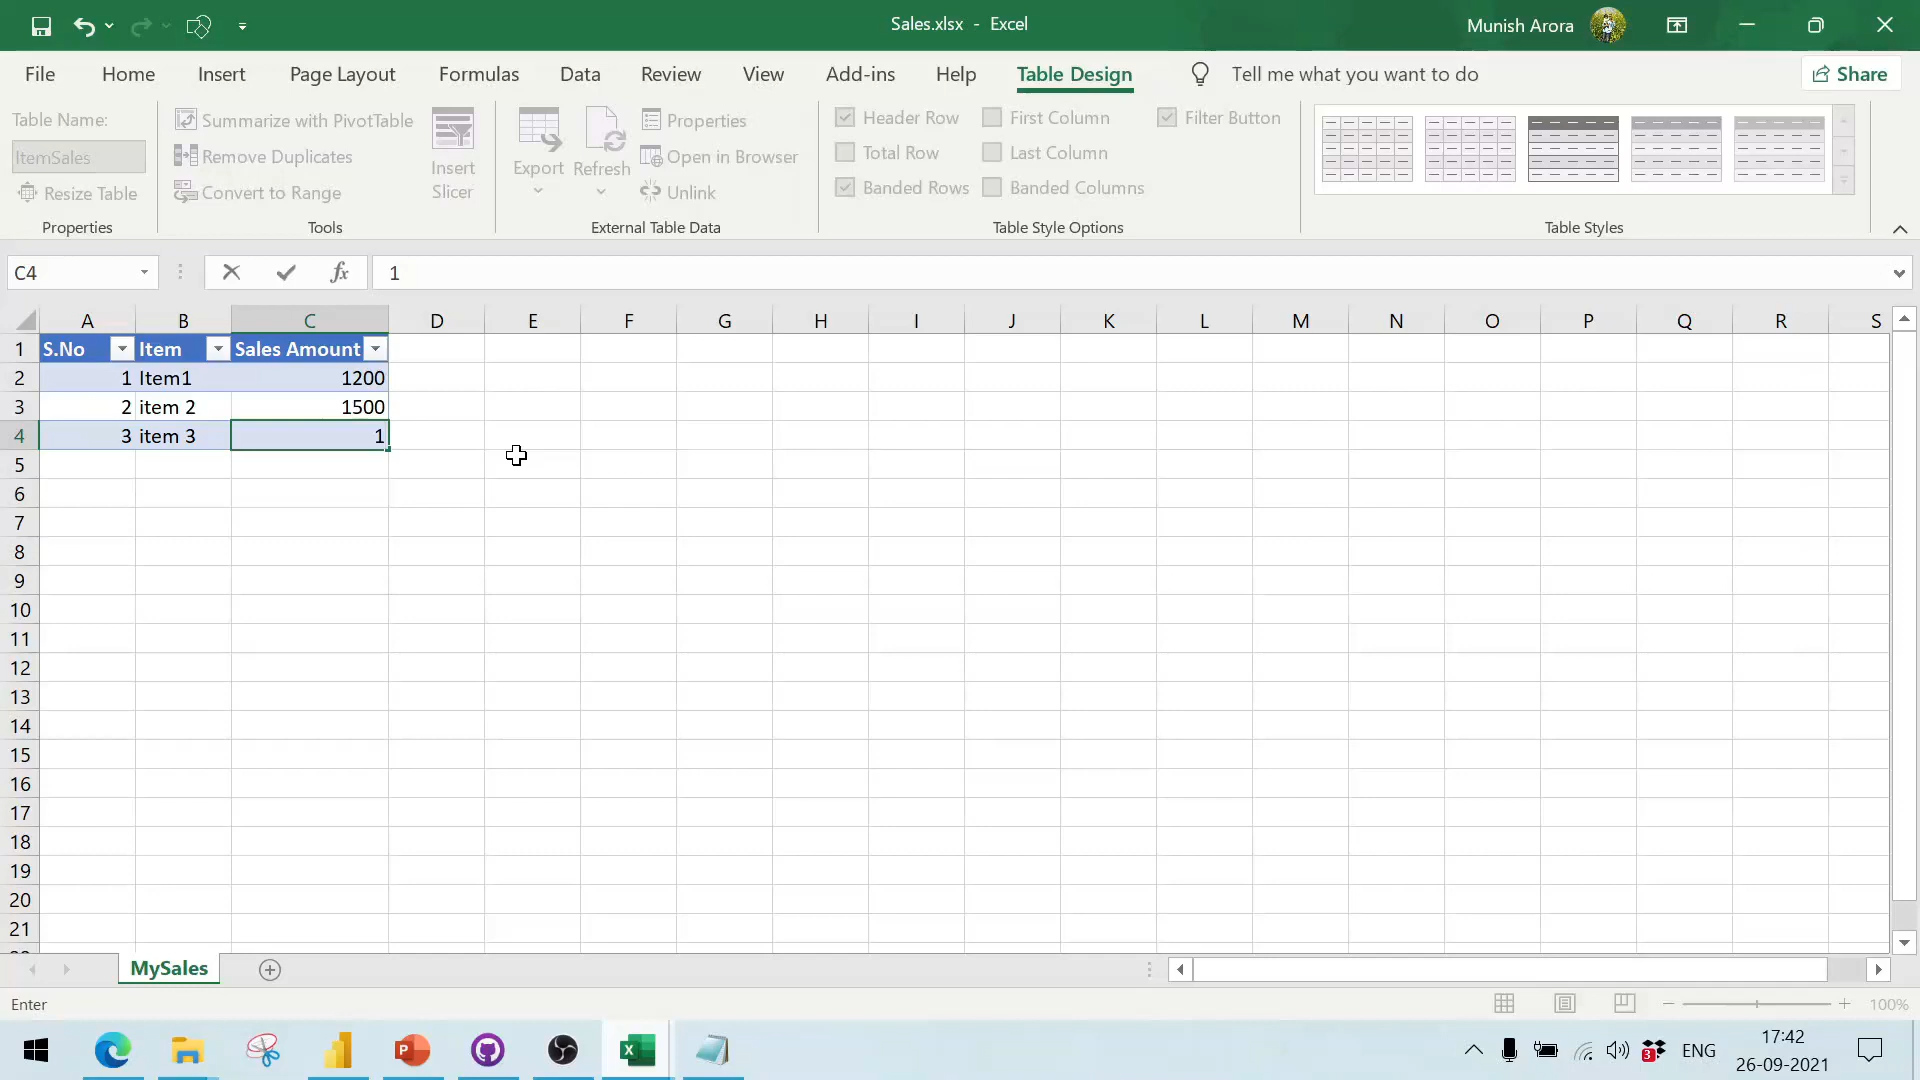 Sales.xlsx - Excel
Munish Arora
File Home Insert Page Layout Formulas Data Review View Add-ins Help Table Design Tell me what you want to do Share
Table Name:
ItemSales
Resize Table
Properties
Summarize with PivotTable
Remove Duplicates
Convert to Range
Insert
Slicer
Tools
Export
Refresh
Properties
Open in Browser
Unlink
External Table Data
Header Row First Column Filter Button
Total Row Last Column
Banded Rows Banded Columns
Table Style Options
Table Styles
C4 fx 1
A B C D E F G H I J K L M N O P Q R S
1 S.No Item Sales Amount
2 1 Item1 1200
3 2 item 2 1500
4 3 item 3 1
5
6
7
8
9
10
11
12
13
14
15
16
17
18
19
20
21
MySales
Enter
100%
3 ENG
17:42
26-09-2021